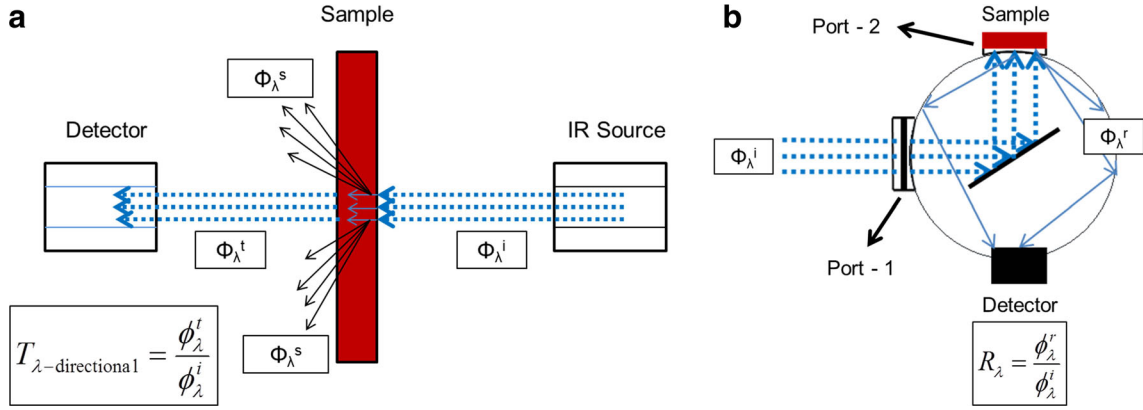 a
Sample
Φλˢ
Detector
IR Source
Φλᵗ
Φλⁱ
Φλˢ
T λ–directional = ϕλᵗ / ϕλⁱ
b
Sample
Port - 2
Φλⁱ
Φλʳ
Port - 1
Detector
Rλ = ϕλʳ / ϕλⁱ